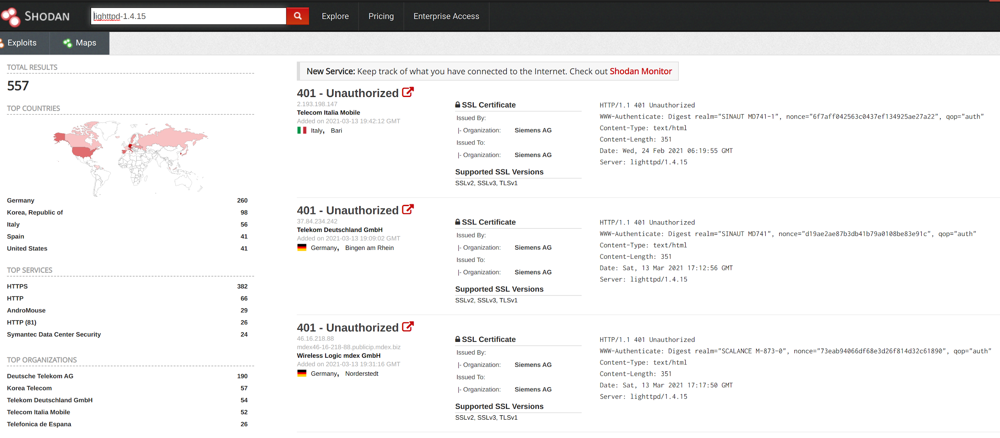 SHODAN
lighttpd-1.4.15
Explore
Pricing
Enterprise Access
Exploits
Maps
TOTAL RESULTS
557
TOP COUNTRIES
Germany 260
Korea, Republic of 98
Italy 56
Spain 41
United States 41
TOP SERVICES
HTTPS 382
HTTP 66
AndroMouse 29
HTTP (81) 26
Symantec Data Center Security 24
TOP ORGANIZATIONS
Deutsche Telekom AG 190
Korea Telecom 57
Telekom Deutschland GmbH 54
Telecom Italia Mobile 52
Telefonica de Espana 26
New Service: Keep track of what you have connected to the Internet. Check out Shodan Monitor
401 - Unauthorized
2.193.198.147
Telecom Italia Mobile
Added on 2021-03-13 19:42:12 GMT
Italy, Bari
SSL Certificate
Issued By:
|- Organization: Siemens AG
Issued To:
|- Organization: Siemens AG
Supported SSL Versions
SSLv2, SSLv3, TLSv1
HTTP/1.1 401 Unauthorized
WWW-Authenticate: Digest realm="SINAUT MD741-1", nonce="6f7aff042563c0437ef134925ae27a22", qop="auth"
Content-Type: text/html
Content-Length: 351
Date: Wed, 24 Feb 2021 06:19:55 GMT
Server: lighttpd/1.4.15
401 - Unauthorized
37.84.234.242
Telekom Deutschland GmbH
Added on 2021-03-13 19:09:02 GMT
Germany, Bingen am Rhein
SSL Certificate
Issued By:
|- Organization: Siemens AG
Issued To:
|- Organization: Siemens AG
Supported SSL Versions
SSLv2, SSLv3, TLSv1
HTTP/1.1 401 Unauthorized
WWW-Authenticate: Digest realm="SINAUT MD741", nonce="d19ae2ae87b3db41b79a0108be83e91c", qop="auth"
Content-Type: text/html
Content-Length: 351
Date: Sat, 13 Mar 2021 17:12:56 GMT
Server: lighttpd/1.4.15
401 - Unauthorized
46.16.218.88
mdex46-16-218-88.publicip.mdex.biz
Wireless Logic mdex GmbH
Added on 2021-03-13 19:31:16 GMT
Germany, Norderstedt
SSL Certificate
Issued By:
|- Organization: Siemens AG
Issued To:
|- Organization: Siemens AG
Supported SSL Versions
SSLv2, SSLv3, TLSv1
HTTP/1.1 401 Unauthorized
WWW-Authenticate: Digest realm="SCALANCE M-873-0", nonce="73eab94066df68e3d26f814d32c61890", qop="auth"
Content-Type: text/html
Content-Length: 351
Date: Sat, 13 Mar 2021 17:17:50 GMT
Server: lighttpd/1.4.15